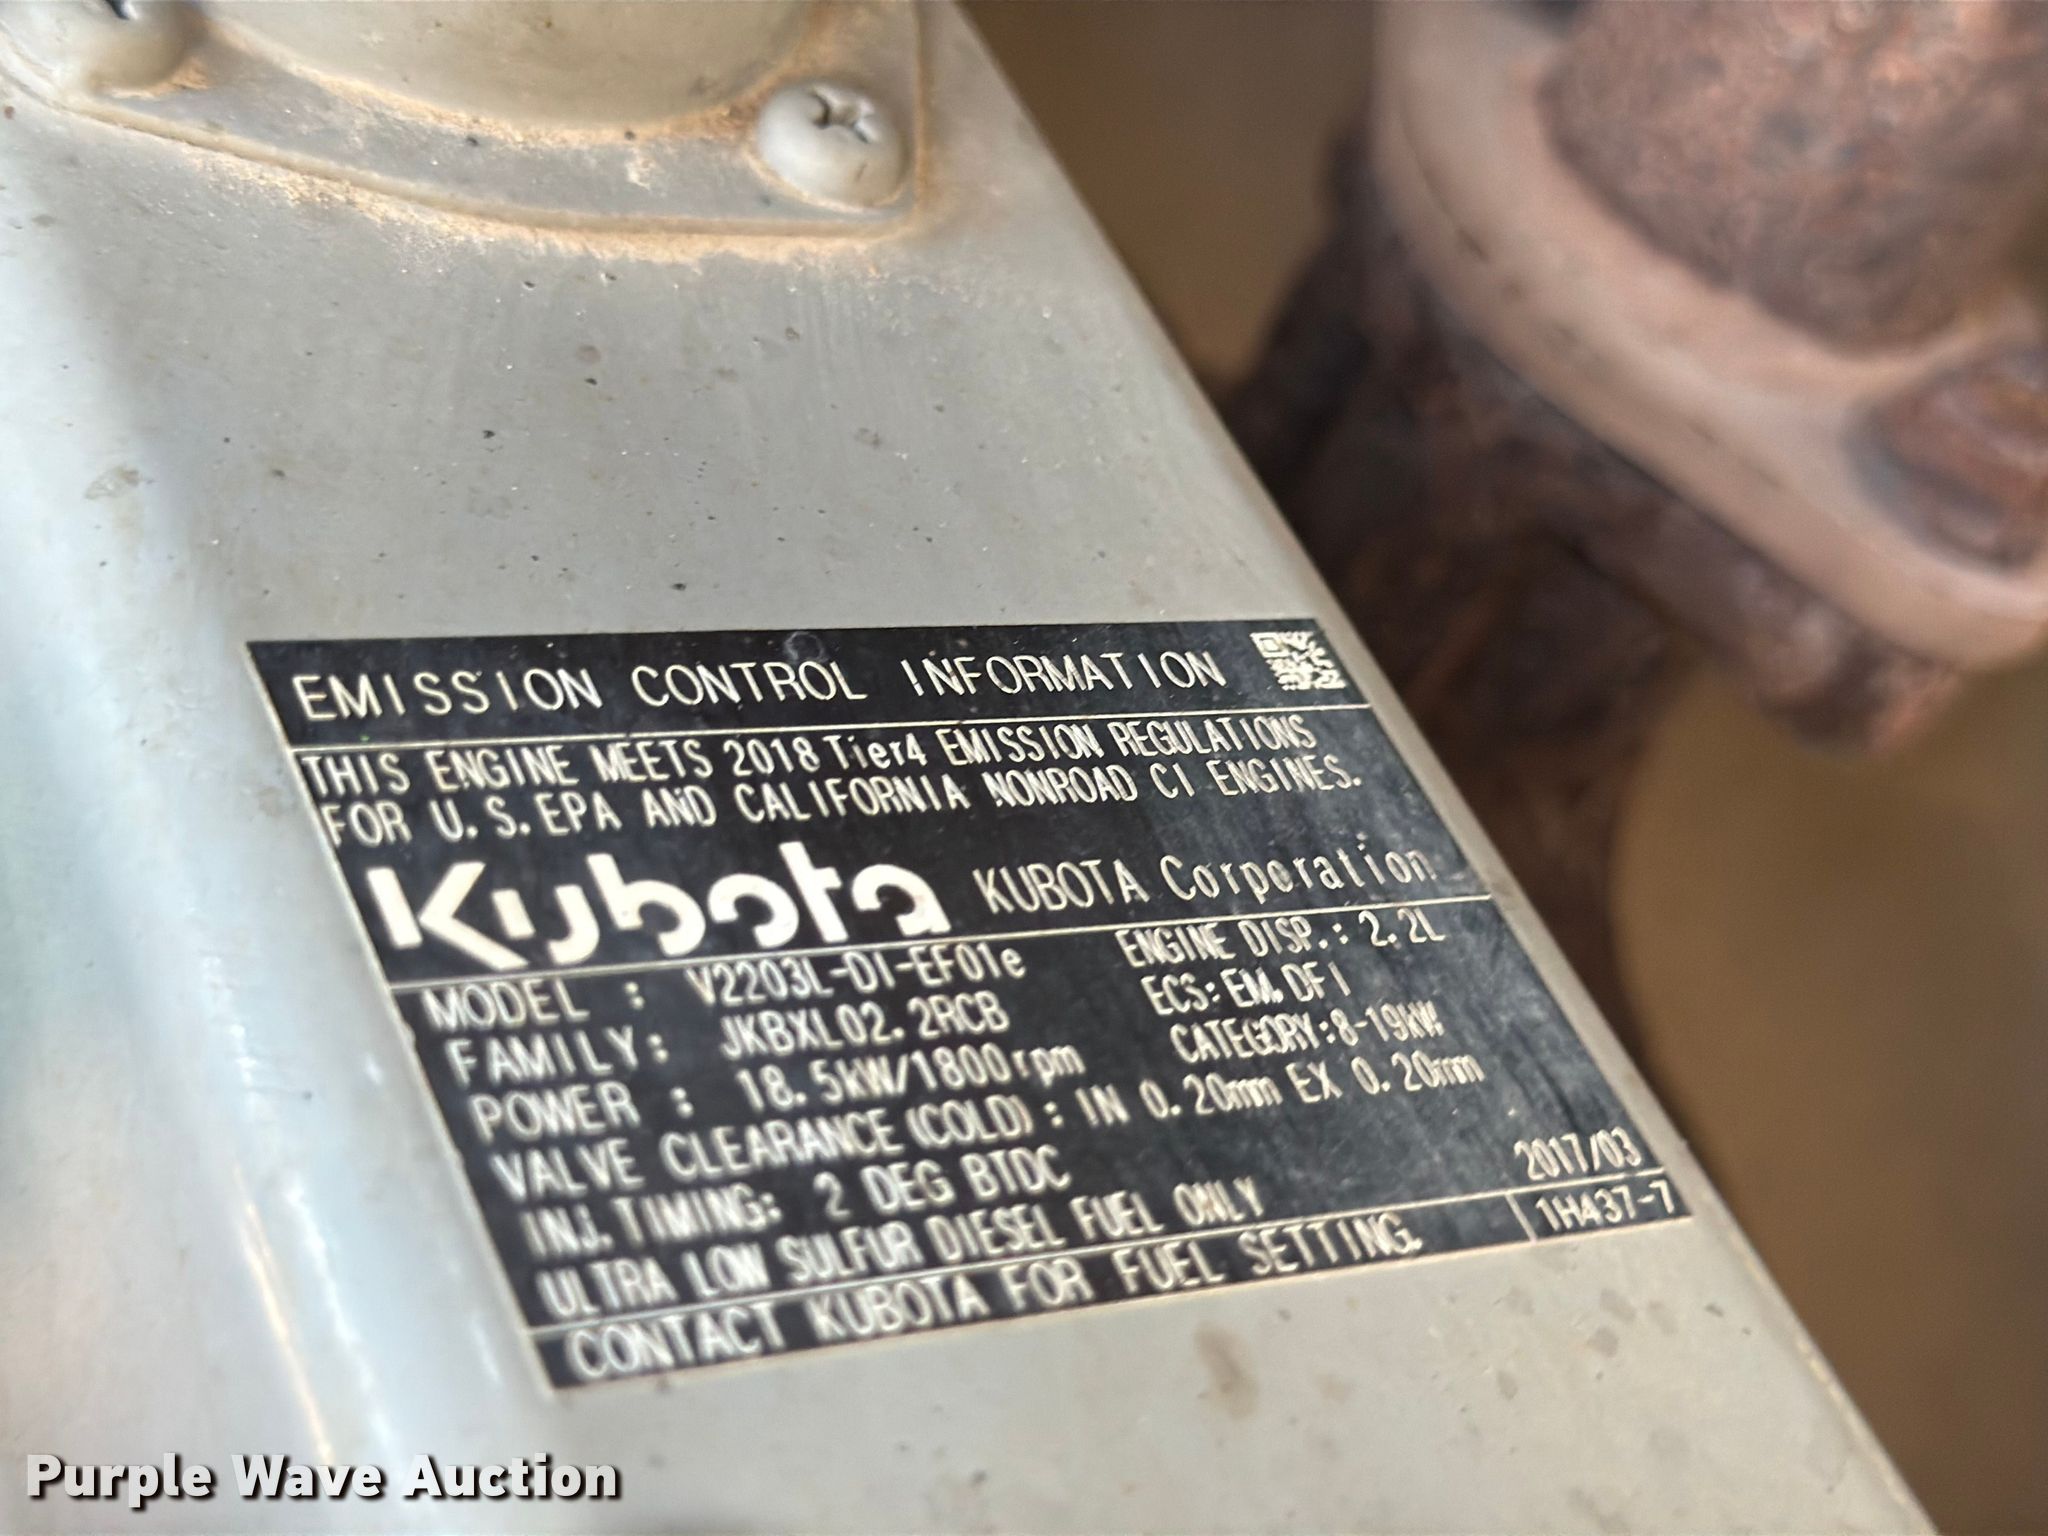 EMISSION CONTROL INFORMATION
THIS ENGINE MEETS 2018 Tier4 EMISSION REGULATIONS
FOR U.S.EPA AND CALIFORNIA NONROAD CI ENGINES.
Kubota KUBOTA Corporation
MODEL : V2203L-DI-EF01e ENGINE DISP.: 2.2L
FAMILY: JKBXL02.2RCB ECS: EM.DFI
POWER : 18.5kW/1800rpm CATEGORY:8-19kW
VALVE CLEARANCE (COLD): IN 0.20mm EX 0.20mm
INJ.TIMING: 2 DEG BTDC
ULTRA LOW SULFUR DIESEL FUEL ONLY 2017/03
CONTACT KUBOTA FOR FUEL SETTING. 1H437-7
Purple Wave Auction